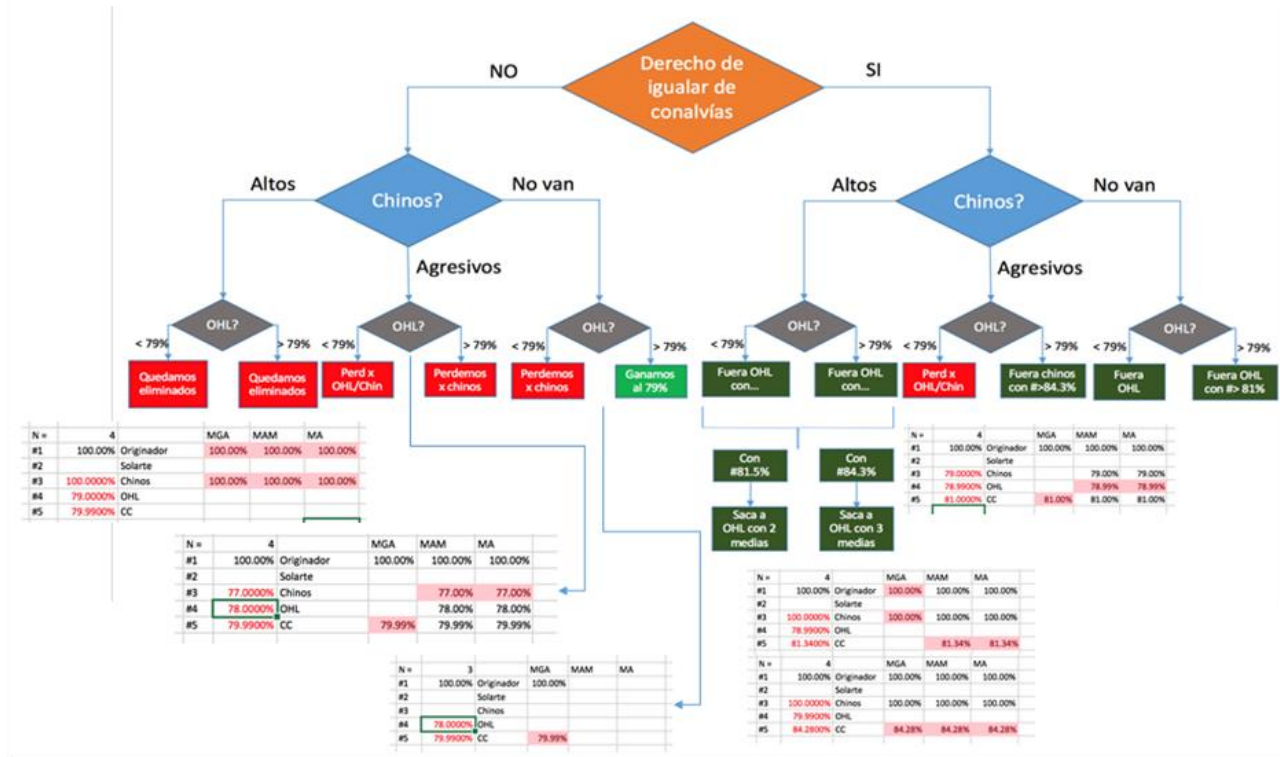 Derecho de
igualar de
conalvías
NO
SI
Altos
Chinos?
No van
Agresivos
Altos
Chinos?
No van
Agresivos
OHL?
OHL?
OHL?
OHL?
OHL?
OHL?
< 79%
> 79%
< 79%
> 79%
< 79%
> 79%
< 79%
> 79%
< 79%
> 79%
< 79%
> 79%
Quedamos
eliminados
Quedamos
eliminados
Perd x
OHL/Chin
Perdemos
x chinos
Perdemos
x chinos
Ganamos
al 79%
Fuera OHL
con...
Fuera OHL
con...
Perd x
OHL/Chin
Fuera chinos
con #>84.3%
Fuera
OHL
Fuera OHL
con #> 81%
Con
#81.5%
Con
#84.3%
Saca a
OHL con 2
medias
Saca a
OHL con 3
medias
N = 4 MGA MAM MA
#1 100.00% Originador 100.00% 100.00% 100.00%
#2 Solarte
#3 100.0000% Chinos 100.00% 100.00% 100.00%
#4 79.0000% OHL
#5 79.9900% CC
N = 4 MGA MAM MA
#1 100.00% Originador 100.00% 100.00% 100.00%
#2 Solarte
#3 77.0000% Chinos 77.00% 77.00%
#4 78.0000% OHL 78.00% 78.00%
#5 79.9900% CC 79.99% 79.99% 79.99%
N = 3 MGA MAM MA
#1 100.00% Originador 100.00%
#2 Solarte
#3 Chinos
#4 78.0000% OHL
#5 79.9900% CC 79.99%
N = 4 MGA MAM MA
#1 100.00% Originador 100.00% 100.00% 100.00%
#2 Solarte
#3 79.0000% Chinos 79.00% 79.00%
#4 78.9900% OHL 78.99% 78.99%
#5 81.0000% CC 81.00% 81.00% 81.00%
N = 4 MGA MAM MA
#1 100.00% Originador 100.00% 100.00% 100.00%
#2 Solarte
#3 100.0000% Chinos 100.00% 100.00% 100.00%
#4 78.9900% OHL
#5 81.3400% CC 81.34% 81.34%
N = 4 MGA MAM MA
#1 100.00% Originador 100.00% 100.00% 100.00%
#2 Solarte
#3 100.0000% Chinos 100.00% 100.00% 100.00%
#4 79.9900% OHL
#5 84.2800% CC 84.28% 84.28% 84.28%